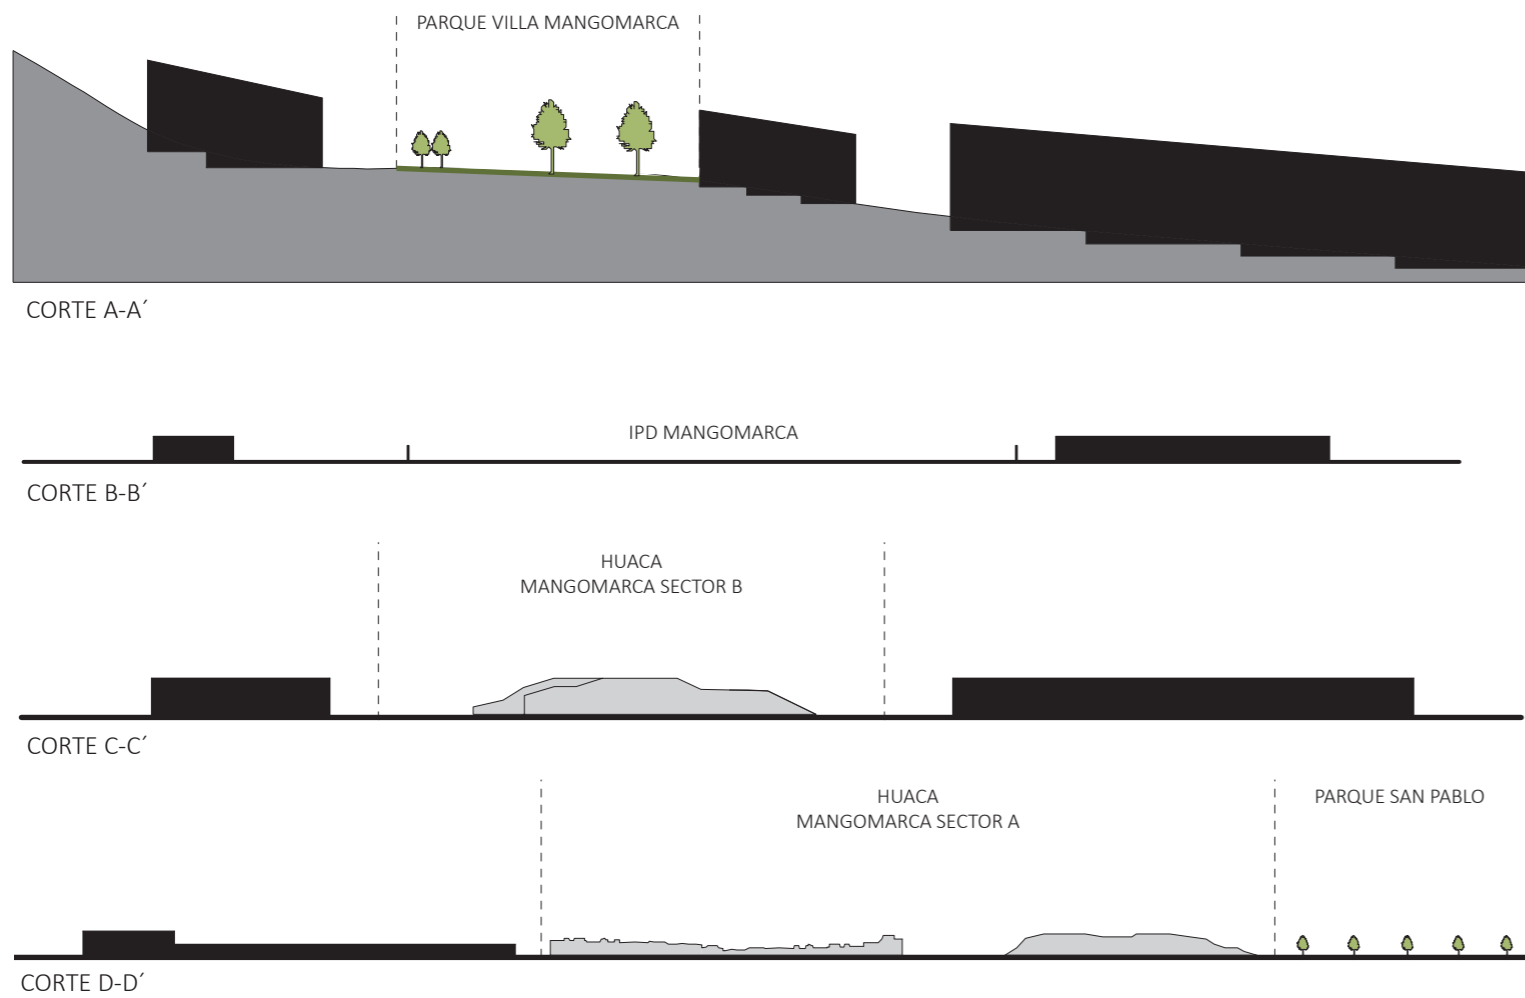 PARQUE VILLA MANGOMARCA
CORTE A-A´
IPD MANGOMARCA
CORTE B-B´
HUACA
MANGOMARCA SECTOR B
CORTE C-C´
HUACA
MANGOMARCA SECTOR A
PARQUE SAN PABLO
CORTE D-D´